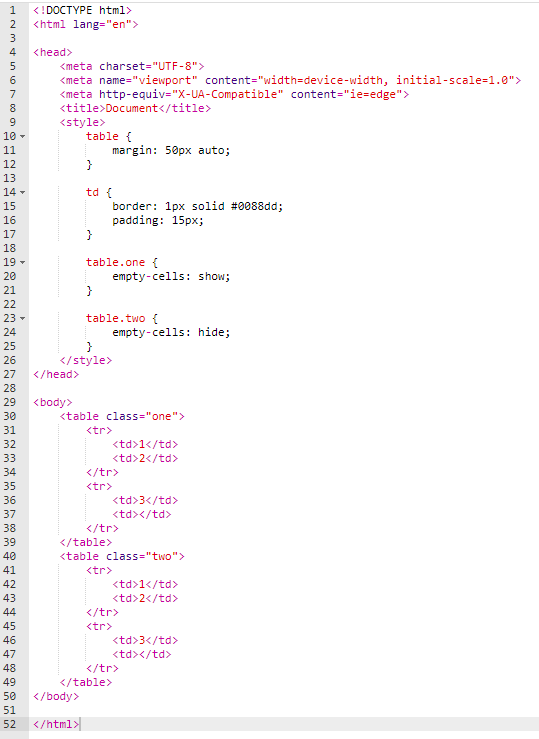 1 <!DOCTYPE html>
2 <html lang="en">
3
4 <head>
5     <meta charset="UTF-8">
6     <meta name="viewport" content="width=device-width, initial-scale=1.0">
7     <meta http-equiv="X-UA-Compatible" content="ie=edge">
8     <title>Document</title>
9     <style>
10         table {
11             margin: 50px auto;
12         }
13
14         td {
15             border: 1px solid #0088dd;
16             padding: 15px;
17         }
18
19         table.one {
20             empty-cells: show;
21         }
22
23         table.two {
24             empty-cells: hide;
25         }
26     </style>
27 </head>
28
29 <body>
30     <table class="one">
31         <tr>
32             <td>1</td>
33             <td>2</td>
34         </tr>
35         <tr>
36             <td>3</td>
37             <td></td>
38         </tr>
39     </table>
40     <table class="two">
41         <tr>
42             <td>1</td>
43             <td>2</td>
44         </tr>
45         <tr>
46             <td>3</td>
47             <td></td>
48         </tr>
49     </table>
50 </body>
51
52 </html>